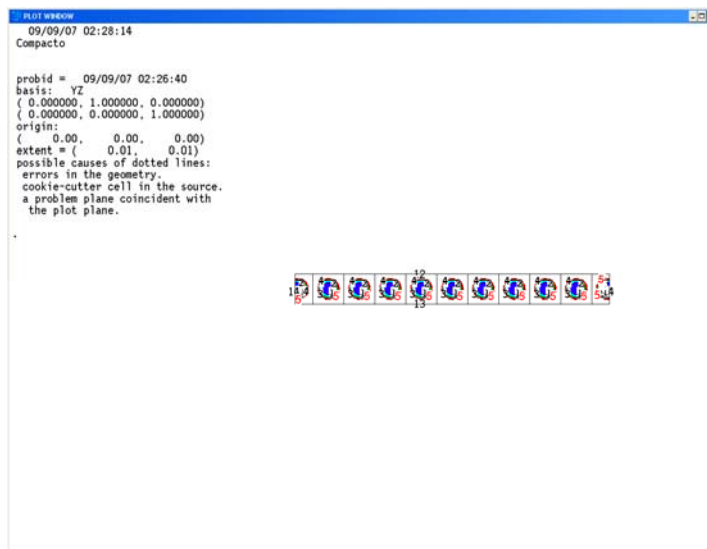 PLOT WINDOW
09/09/07 02:28:14
Compacto
probid = 09/09/07 02:26:40
basis: YZ
( 0.000000, 1.000000, 0.000000)
( 0.000000, 0.000000, 1.000000)
origin:
( 0.00, 0.00, 0.00)
extent = ( 0.01, 0.01)
possible causes of dotted lines:
errors in the geometry.
cookie-cutter cell in the source.
a problem plane coincident with
the plot plane.
12
13